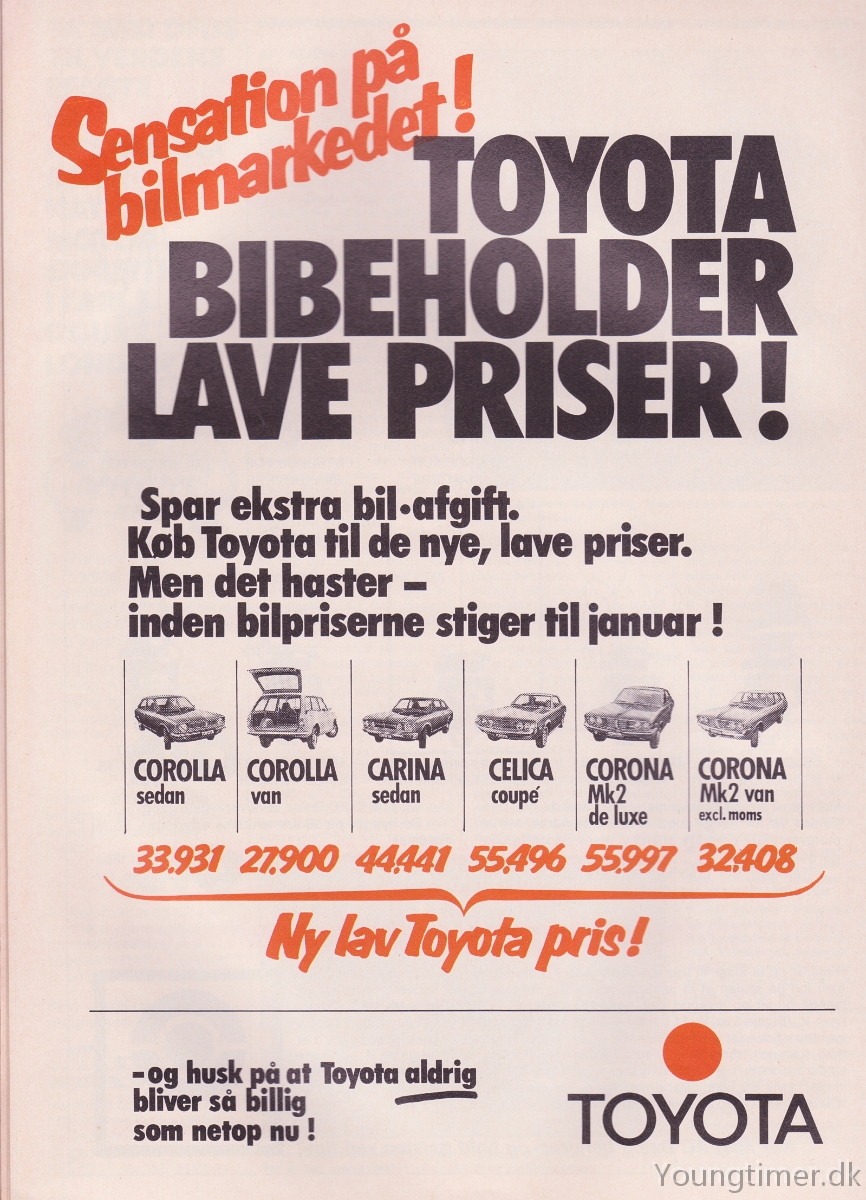 Sensation på
bilmarkedet!
TOYOTA
BIBEHOLDER
LAVE PRISER!
Spar ekstra bil·afgift.
Køb Toyota til de nye, lave priser.
Men det haster –
inden bilpriserne stiger til januar!
COROLLA
sedan
33.931
COROLLA
van
27.900
CARINA
sedan
44.441
CELICA
coupé
55.496
CORONA
Mk2
de luxe
55.997
CORONA
Mk2 van
excl. moms
32.408
Ny lav Toyota pris!
–og husk på at Toyota aldrig
bliver så billig
som netop nu!
TOYOTA
Youngtimer.dk